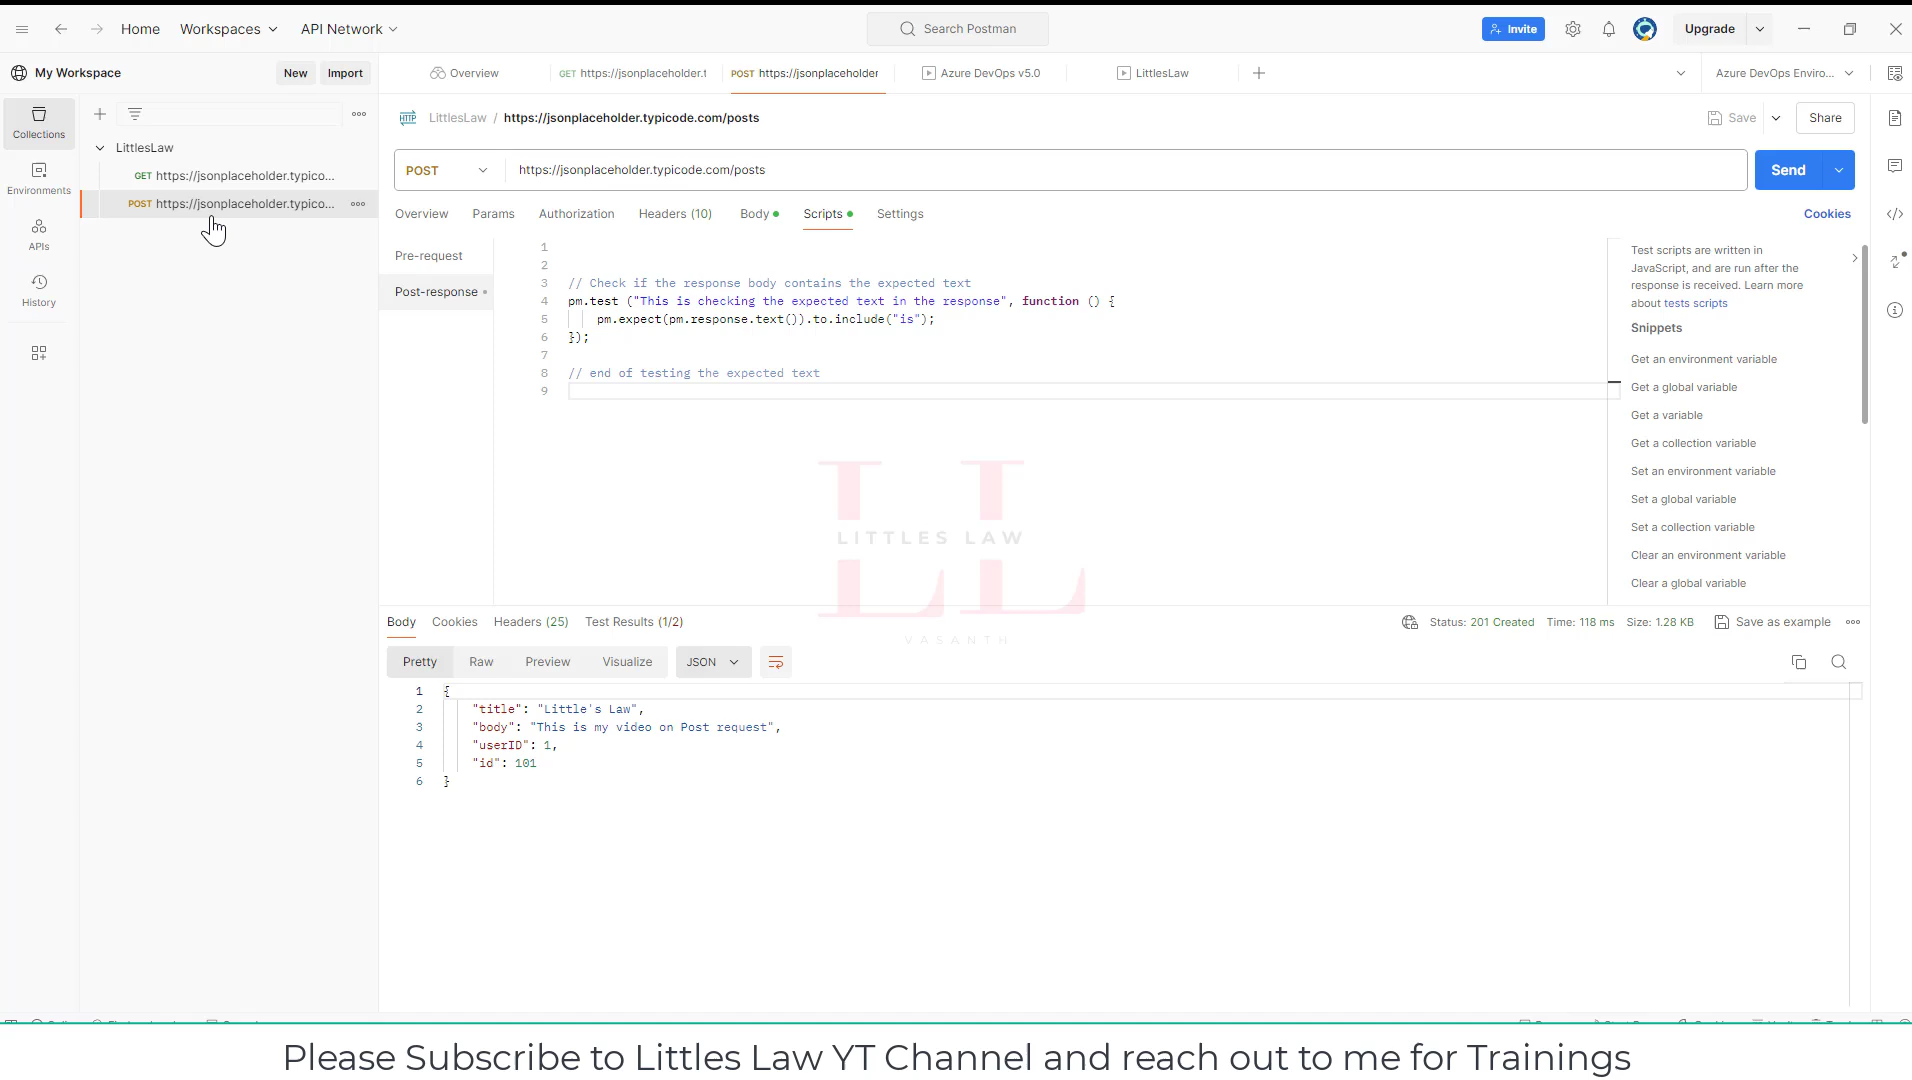 Home
Workspaces
API Network
Search Postman
Invite
Upgrade
My Workspace
New
Import
Overview
GET https://jsonplaceholder.t
POST https://jsonplaceholder
Azure DevOps v5.0
LittlesLaw
Azure DevOps Enviro...
Collections
Environments
APIs
History
LittlesLaw
GET https://jsonplaceholder.typico...
POST https://jsonplaceholder.typico...
HTTP LittlesLaw / https://jsonplaceholder.typicode.com/posts
Save
Share
POST
https://jsonplaceholder.typicode.com/posts
Send
Overview
Params
Authorization
Headers (10)
Body
Scripts
Settings
Cookies
Pre-request
Post-response
1
2
3 // Check if the response body contains the expected text
4 pm.test ("This is checking the expected text in the response", function () {
5 pm.expect(pm.response.text()).to.include("is");
6 });
7
8 // end of testing the expected text
9
Test scripts are written in
JavaScript, and are run after the
response is received. Learn more
about tests scripts
Snippets
Get an environment variable
Get a global variable
Get a variable
Get a collection variable
Set an environment variable
Set a global variable
Set a collection variable
Clear an environment variable
Clear a global variable
LL
LITTLES LAW
VASANTH
Body
Cookies
Headers (25)
Test Results (1/2)
Status: 201 Created
Time: 118 ms
Size: 1.28 KB
Save as example
Pretty
Raw
Preview
Visualize
JSON
1 {
2 "title": "Little's Law",
3 "body": "This is my video on Post request",
4 "userID": 1,
5 "id": 101
6 }
Please Subscribe to Littles Law YT Channel and reach out to me for Trainings